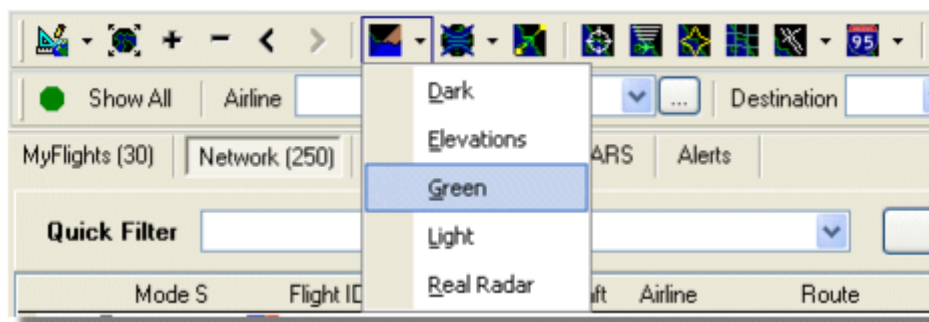 95
Dark
Show All Airline ... Destination
Elevations
MyFlights (30) Network (250) ARS Alerts
Green
Quick Filter
Light
Real Radar
Mode S Flight ID ft Airline Route